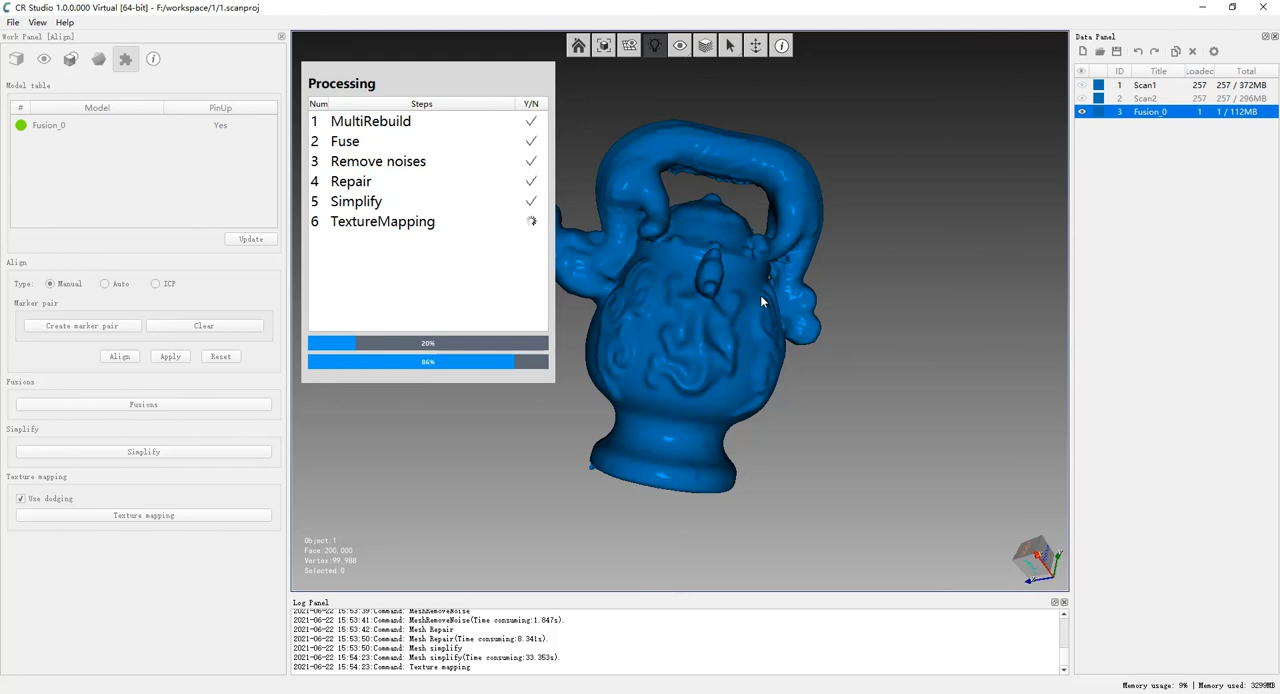 CR Studio 1.0.0.000 Virtual [64-bit] - F:/workspace/1/1.scanproj
File View Help
Work Panel [Align]
Model table
# Model PinUp
Fusion_0 Yes
Update
Align
Type: Manual Auto ICP
Marker pair
Create marker pair Clear
Align Apply Reset
Fusions
Fusions
Simplify
Simplify
Texture mapping
Use dodging
Texture mapping
Processing
Num Steps Y/N
1 MultiRebuild
2 Fuse
3 Remove noises
4 Repair
5 Simplify
6 TextureMapping
20%
86%
Object:1
Face:200,000
Vertex:99,988
Selected:0
Log Panel
2021-06-22 15:53:39:Command: MeshRemoveNoise
2021-06-22 15:53:41:Command: MeshRemoveNoise(Time consuming:1.847s).
2021-06-22 15:53:42:Command: Mesh Repair
2021-06-22 15:53:50:Command: Mesh Repair(Time consuming:8.341s).
2021-06-22 15:53:50:Command: Mesh simplify
2021-06-22 15:54:23:Command: Mesh simplify(Time consuming:33.353s).
2021-06-22 15:54:23:Command: Texture mapping
Data Panel
ID Title Loaded Total
1 Scan1 257 257 / 372MB
2 Scan2 257 257 / 296MB
3 Fusion_0 1 1 / 112MB
Memory usage: 9% | Memory used: 3299MB